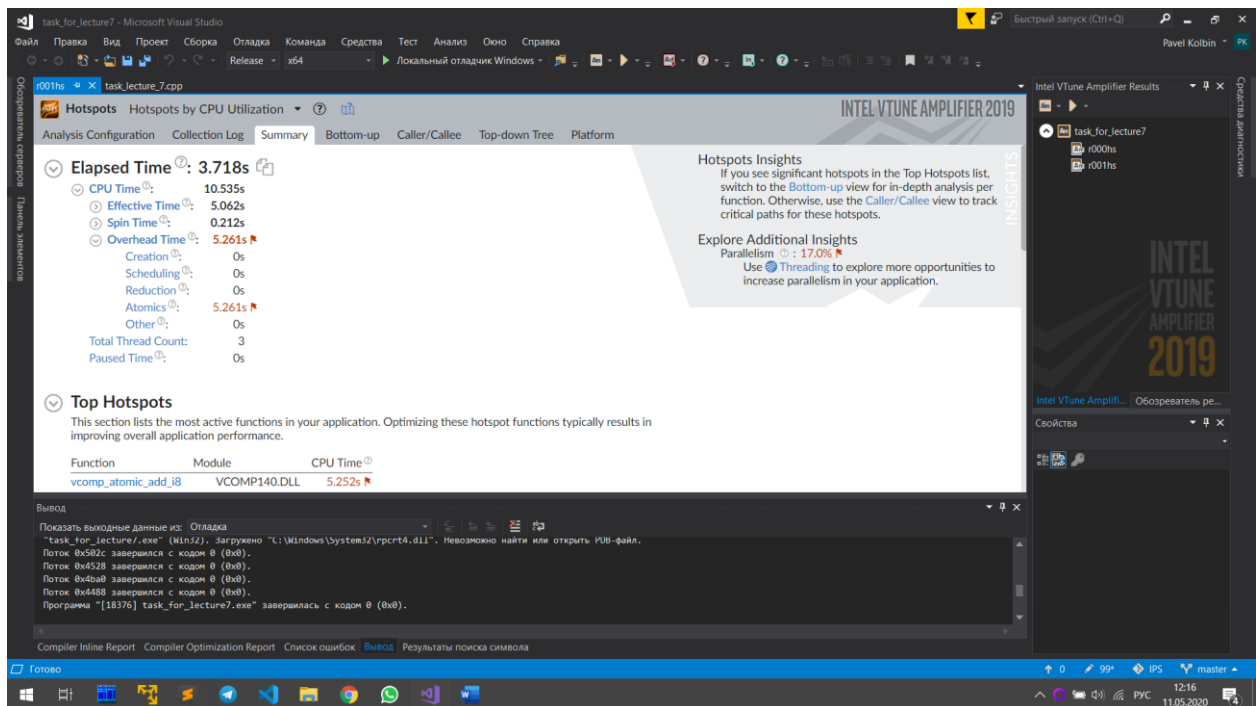 task_for_lecture7 - Microsoft Visual Studio
Быстрый запуск (Ctrl+Q)
Файл Правка Вид Проект Сборка Отладка Команда Средства Тест Анализ Окно Справка
Pavel Kolbin PK
Release x64 Локальный отладчик Windows
Обозреватель серверов
Панель элементов
r001hs task_lecture_7.cpp
Hotspots Hotspots by CPU Utilization
INTEL VTUNE AMPLIFIER 2019
Analysis Configuration Collection Log Summary Bottom-up Caller/Callee Top-down Tree Platform
Elapsed Time: 3.718s
CPU Time: 10.535s
Effective Time: 5.062s
Spin Time: 0.212s
Overhead Time: 5.261s
Creation: 0s
Scheduling: 0s
Reduction: 0s
Atomics: 5.261s
Other: 0s
Total Thread Count: 3
Paused Time: 0s
Hotspots Insights
If you see significant hotspots in the Top Hotspots list,
switch to the Bottom-up view for in-depth analysis per
function. Otherwise, use the Caller/Callee view to track
critical paths for these hotspots.
Explore Additional Insights
Parallelism : 17.0%
Use Threading to explore more opportunities to
increase parallelism in your application.
INSIGHTS
Top Hotspots
This section lists the most active functions in your application. Optimizing these hotspot functions typically results in
improving overall application performance.
Function Module CPU Time
vcomp_atomic_add_i8 VCOMP140.DLL 5.252s
Intel VTune Amplifier Results
task_for_lecture7
r000hs
r001hs
INTEL
VTUNE
AMPLIFIER
2019
Intel VTune Amplifi... Обозреватель ре...
Свойства
Средства диагностики
Вывод
Показать выходные данные из: Отладка
"task_for_lecture7.exe" (Win32). Загружено "C:\Windows\System32\rpcrt4.dll". Невозможно найти или открыть PDB-файл.
Поток 0x502c завершился с кодом 0 (0x0).
Поток 0x4528 завершился с кодом 0 (0x0).
Поток 0x4ba0 завершился с кодом 0 (0x0).
Поток 0x4488 завершился с кодом 0 (0x0).
Программа "[18376] task_for_lecture7.exe" завершилась с кодом 0 (0x0).
Compiler Inline Report Compiler Optimization Report Список ошибок Вывод Результаты поиска символа
Готово
0 99* IPS master
РУС 12:16
11.05.2020
4